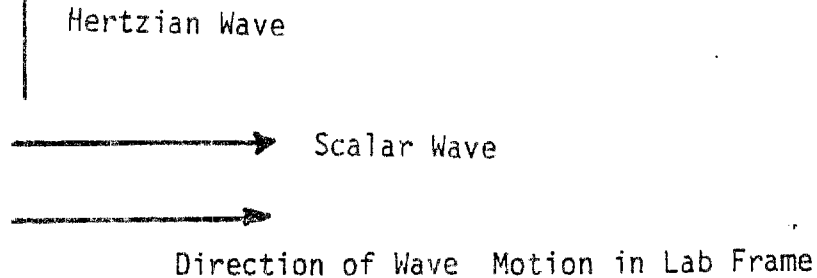 Hertzian Wave
Scalar Wave
Direction of Wave Motion in Lab Frame